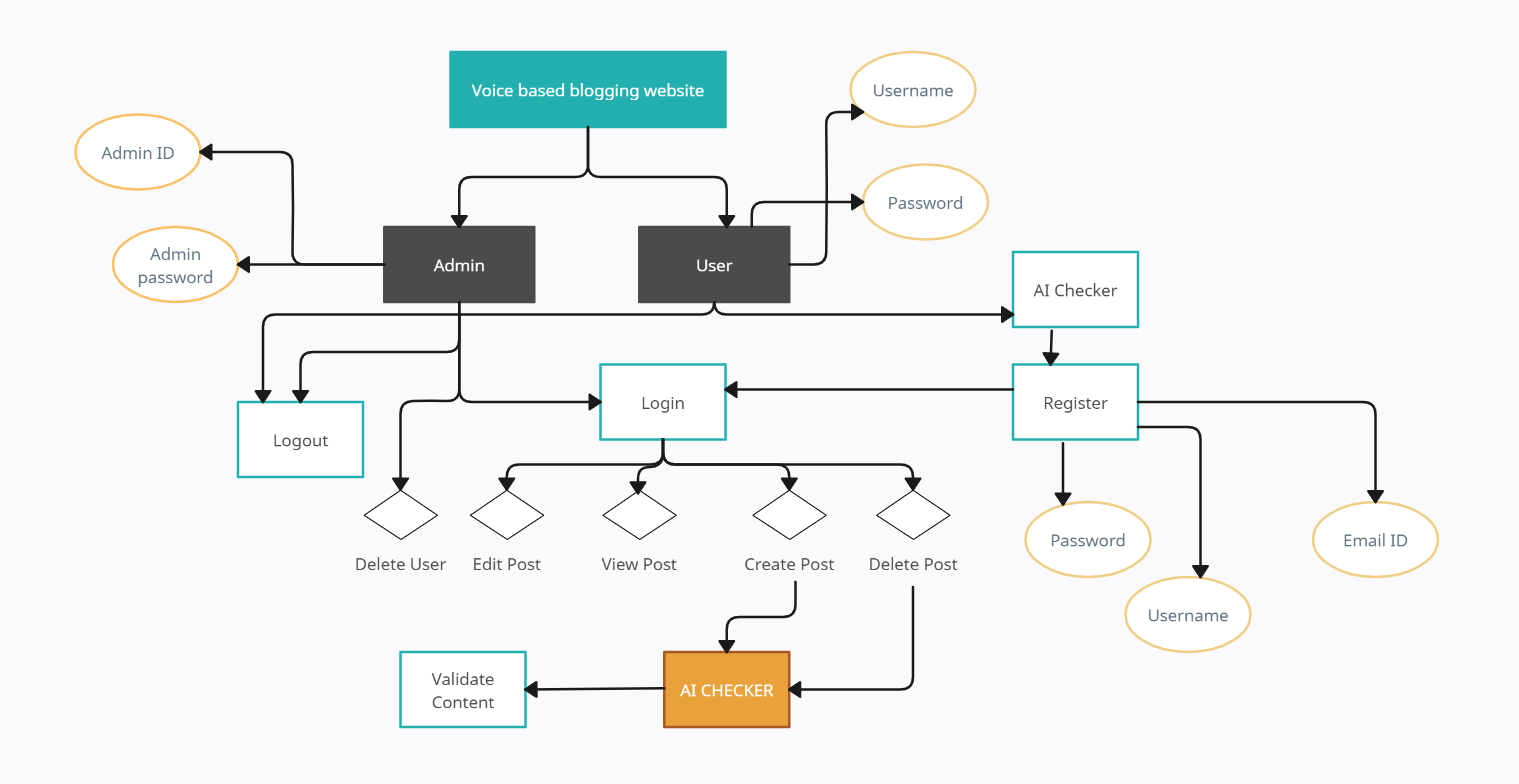 Voice based blogging website
Username
Admin ID
Password
Admin
password
Admin
User
AI Checker
Login
Register
Logout
Password
Email ID
Delete User
Edit Post
View Post
Create Post
Delete Post
Username
Validate
Content
AI CHECKER